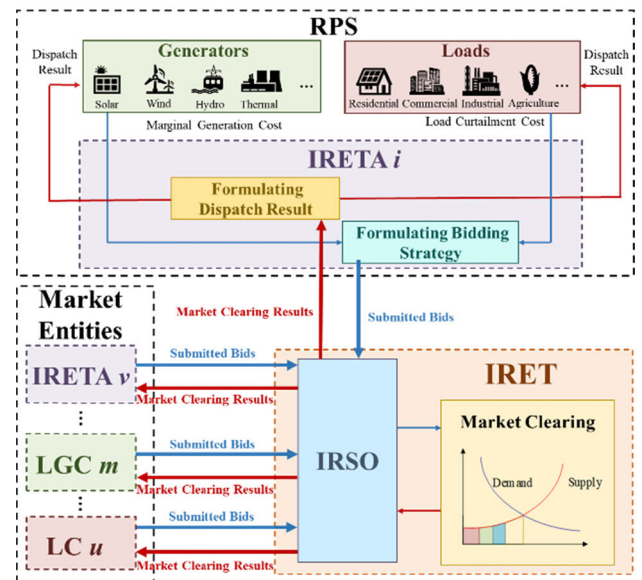 RPS
Dispatch
Result
Generators
Solar Wind Hydro Thermal ...
Loads
Residential Commercial Industrial Agriculture ...
Dispatch
Result
Marginal Generation Cost
Load Curtailment Cost
IRETA i
Formulating
Dispatch Result
Formulating Bidding
Strategy
Market
Entities
Market Clearing Results
Submitted Bids
IRETA v
Submitted Bids
Market Clearing Results
...
LGC m
Submitted Bids
Market Clearing Results
...
LC u
Submitted Bids
Market Clearing Results
IRSO
IRET
Market Clearing
Demand
Supply